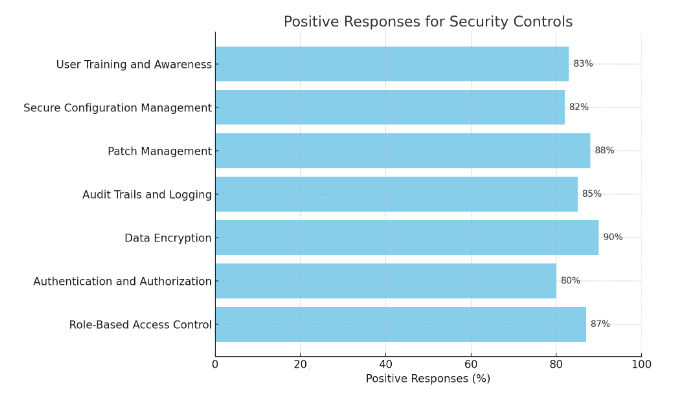 Positive Responses for Security Controls
User Training and Awareness
83%
Secure Configuration Management
82%
Patch Management
88%
Audit Trails and Logging
85%
Data Encryption
90%
Authentication and Authorization
80%
Role-Based Access Control
87%
0 20 40 60 80 100
Positive Responses (%)